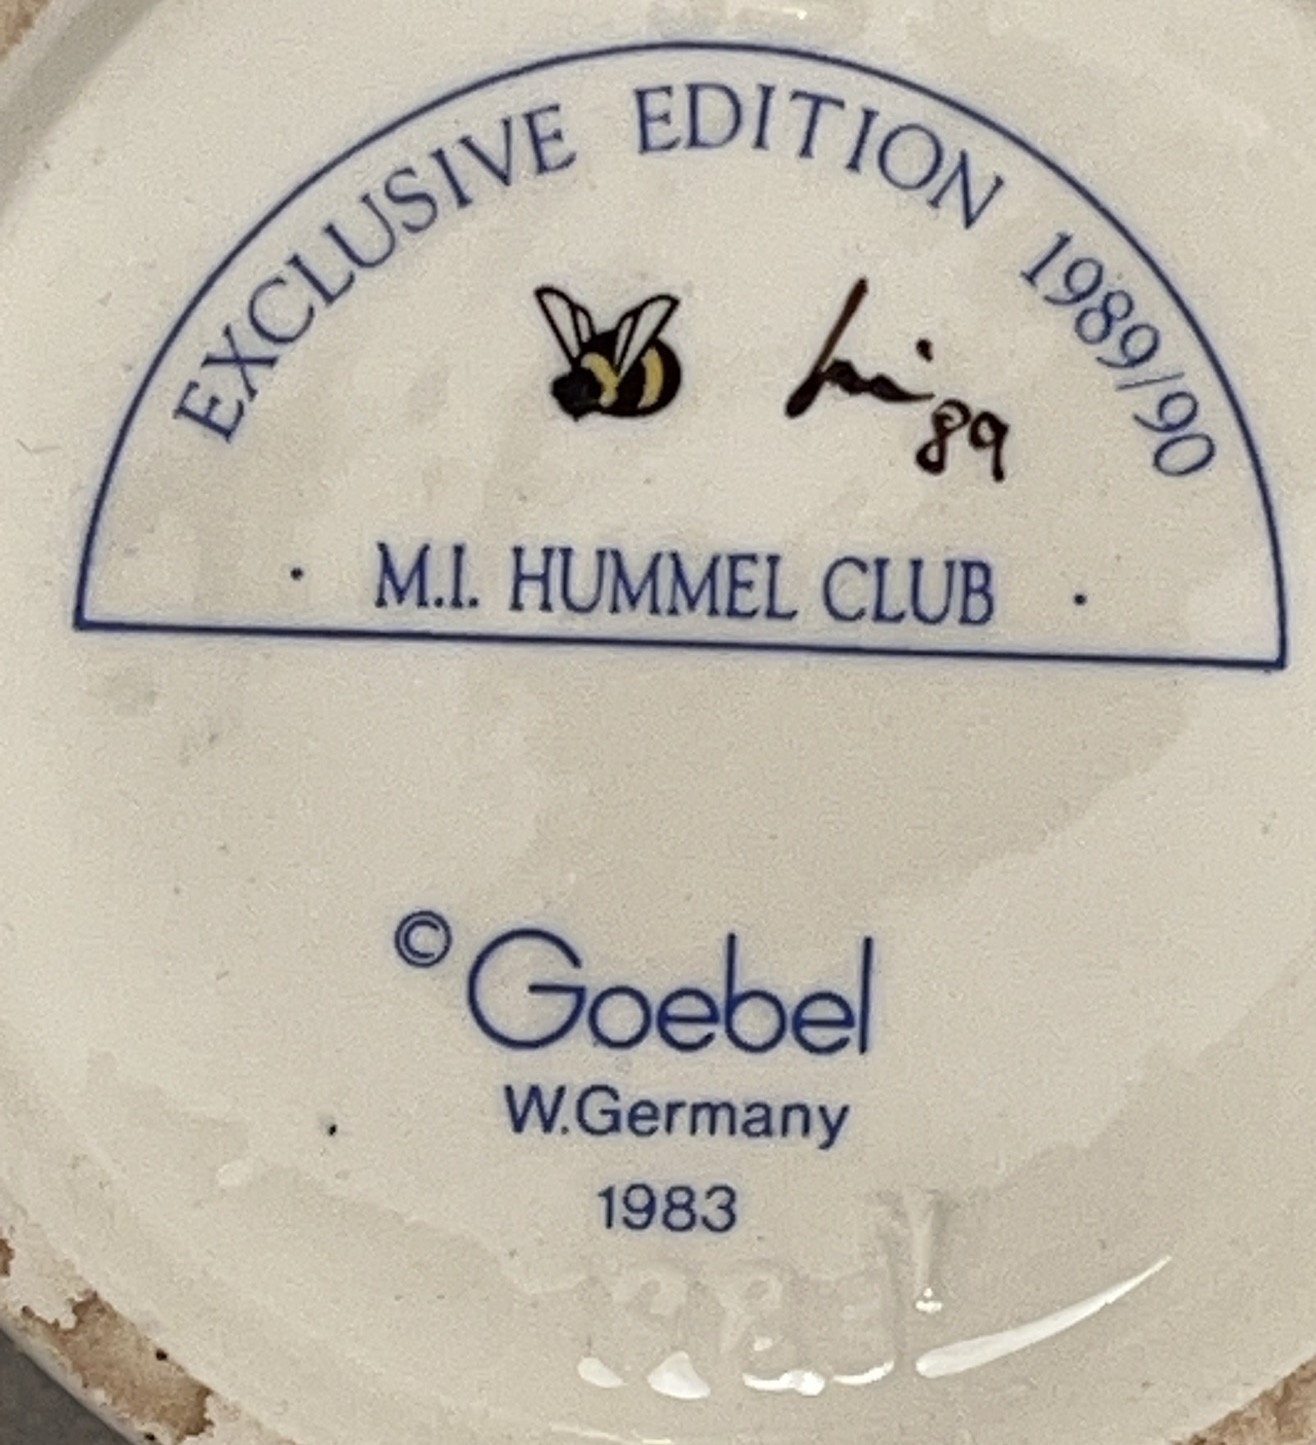 EXCLUSIVE EDITION 1989/90
89
· M.I. HUMMEL CLUB ·
© Goebel
W.Germany
1983